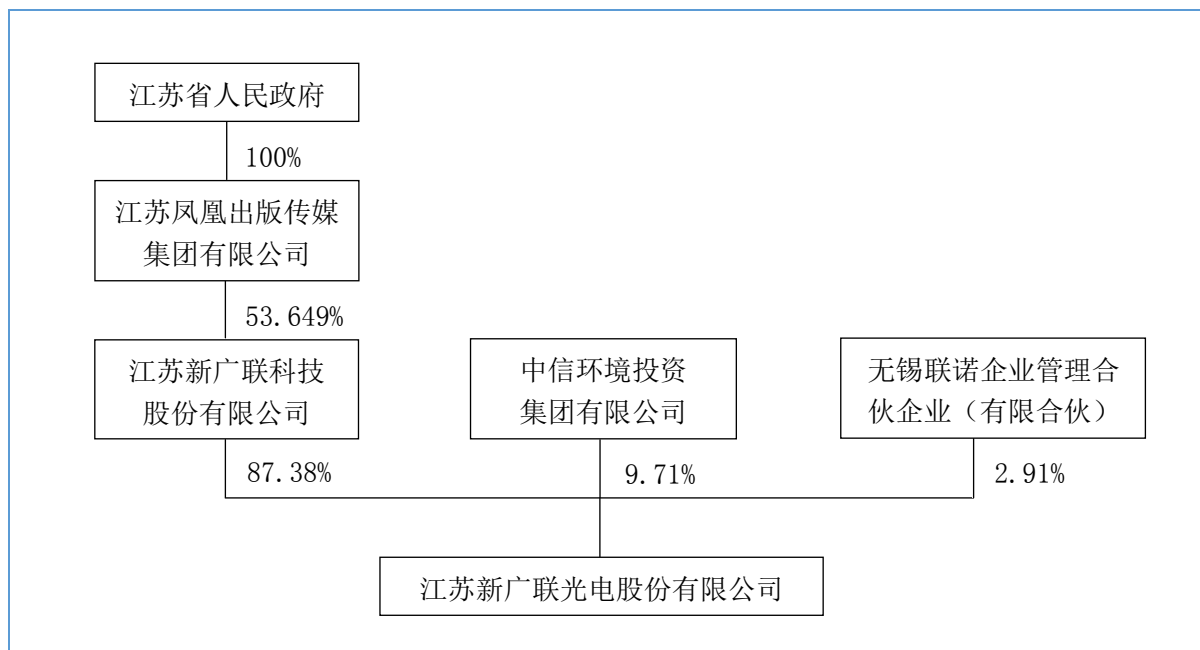 江苏省人民政府
100%
江苏凤凰出版传媒
集团有限公司
53.649%
江苏新广联科技
股份有限公司
中信环境投资
集团有限公司
无锡联诺企业管理合
伙企业（有限合伙）
87.38%
9.71%
2.91%
江苏新广联光电股份有限公司